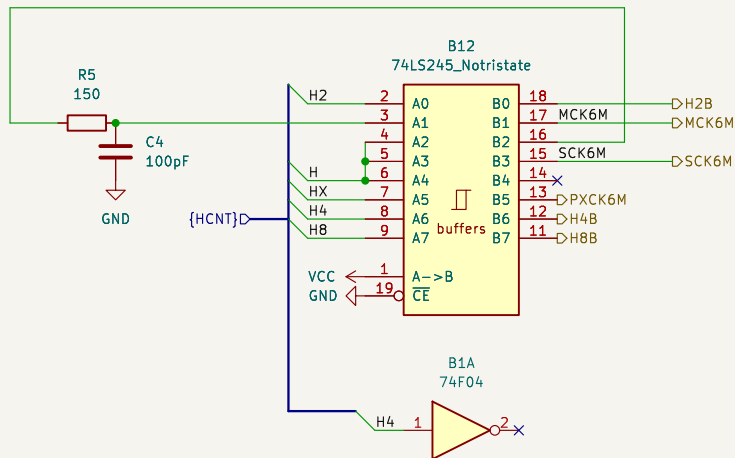 B12
74LS245_Notristate
R5
150
C4
100pF
GND
H2 2 A0 B0 18 H2B
3 A1 B1 17 MCK6M MCK6M
4 A2 B2 16
5 A3 B3 15 SCK6M SCK6M
H 6 A4 B4 14
HX 7 A5 B5 13 PXCK6M
H4 8 A6 B6 12 H4B
H8 9 A7 B7 11 H8B
buffers
{HCNT}
VCC 1 A->B
GND 19 CE
B1A
74F04
H4 1 2